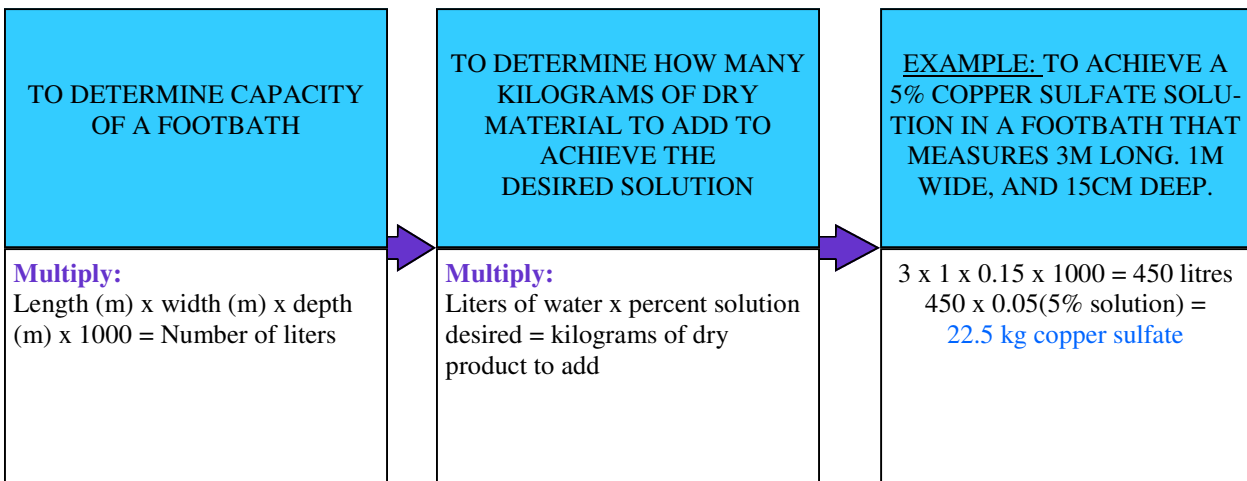 TO DETERMINE CAPACITY
OF A FOOTBATH
Multiply:
Length (m) x width (m) x depth
(m) x 1000 = Number of liters
TO DETERMINE HOW MANY
KILOGRAMS OF DRY
MATERIAL TO ADD TO
ACHIEVE THE
DESIRED SOLUTION
Multiply:
Liters of water x percent solution
desired = kilograms of dry
product to add
EXAMPLE: TO ACHIEVE A
5% COPPER SULFATE SOLU-
TION IN A FOOTBATH THAT
MEASURES 3M LONG. 1M
WIDE, AND 15CM DEEP.
3 x 1 x 0.15 x 1000 = 450 litres
450 x 0.05(5% solution) =
22.5 kg copper sulfate